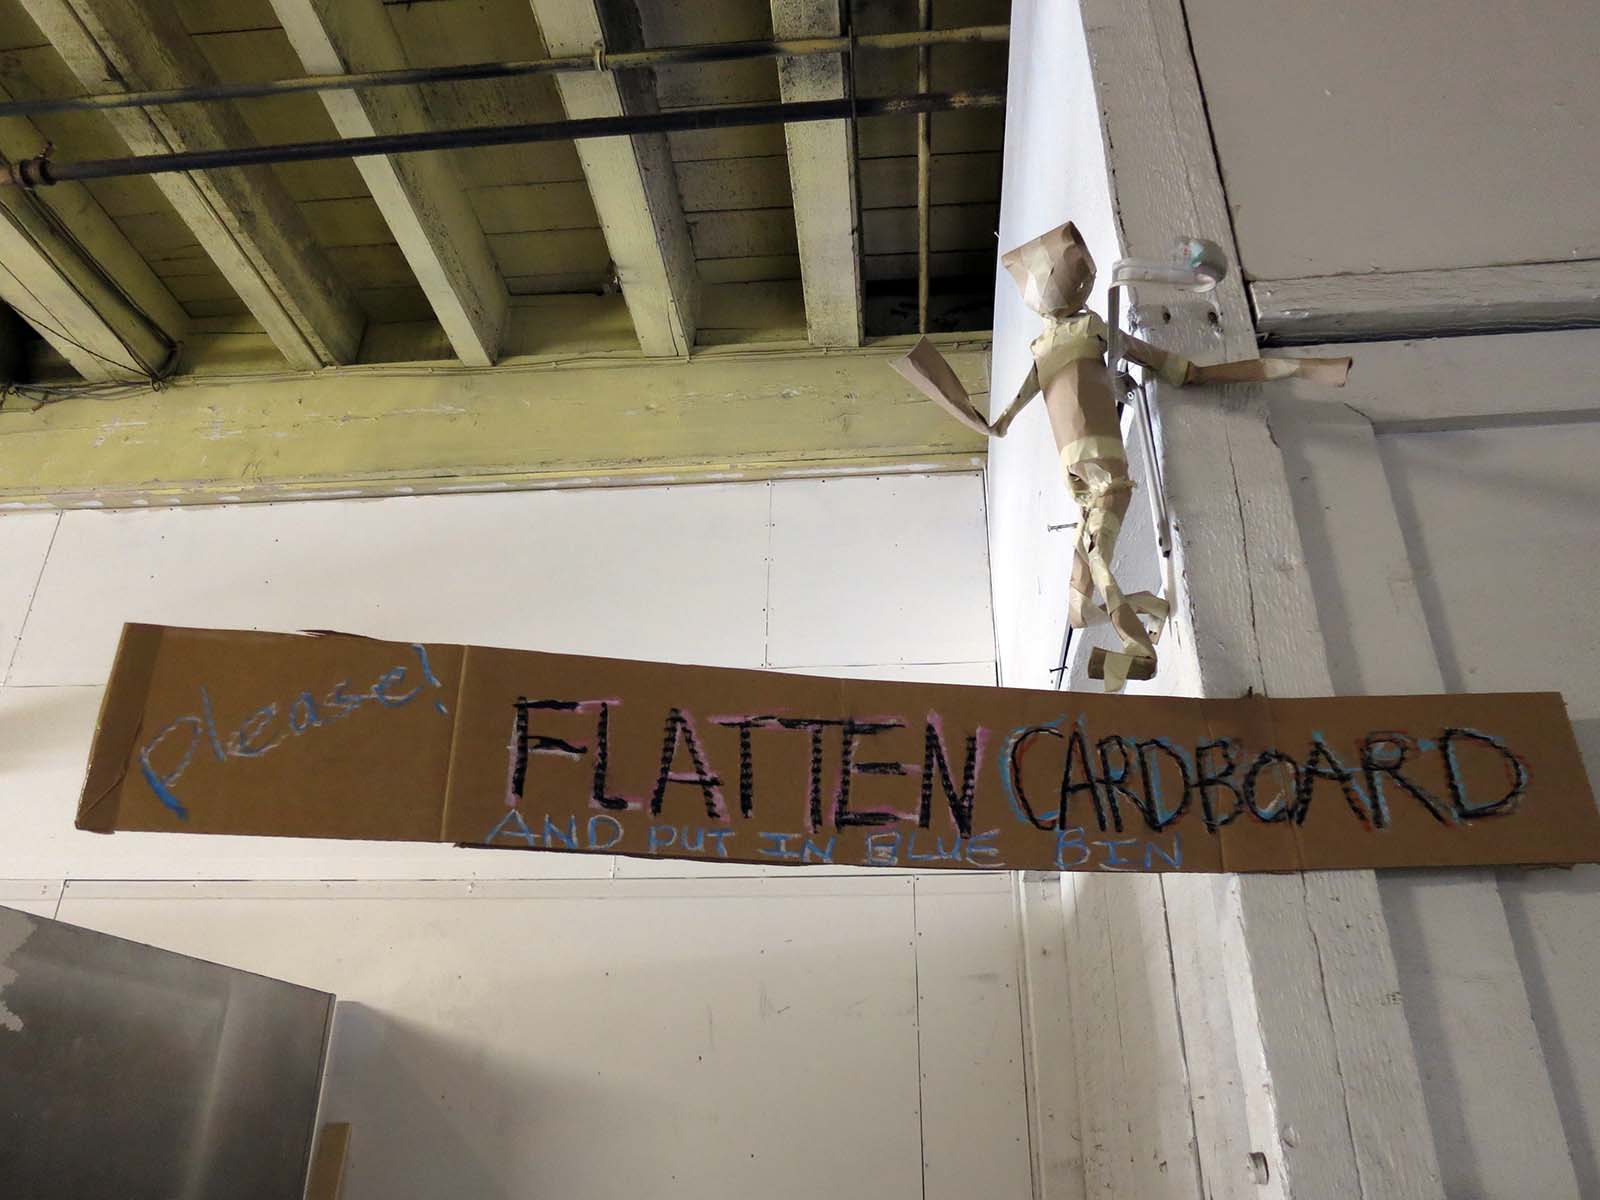 Please!
FLATTEN CARDBOARD
AND PUT IN BLUE BIN